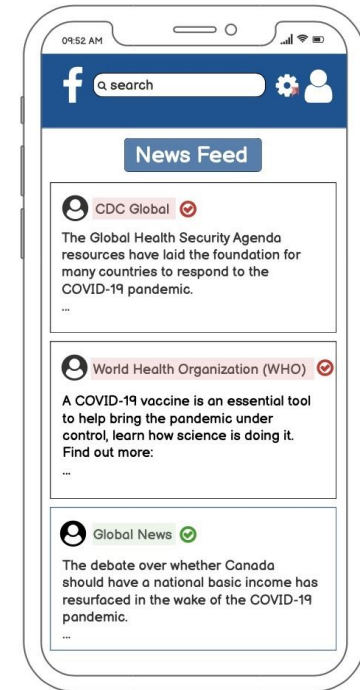 09:52 AM
f search
News Feed
CDC Global
The Global Health Security Agenda
resources have laid the foundation for
many countries to respond to the
COVID-19 pandemic.
...
World Health Organization (WHO)
A COVID-19 vaccine is an essential tool
to help bring the pandemic under
control, learn how science is doing it.
Find out more:
...
Global News
The debate over whether Canada
should have a national basic income has
resurfaced in the wake of the COVID-19
pandemic.
...